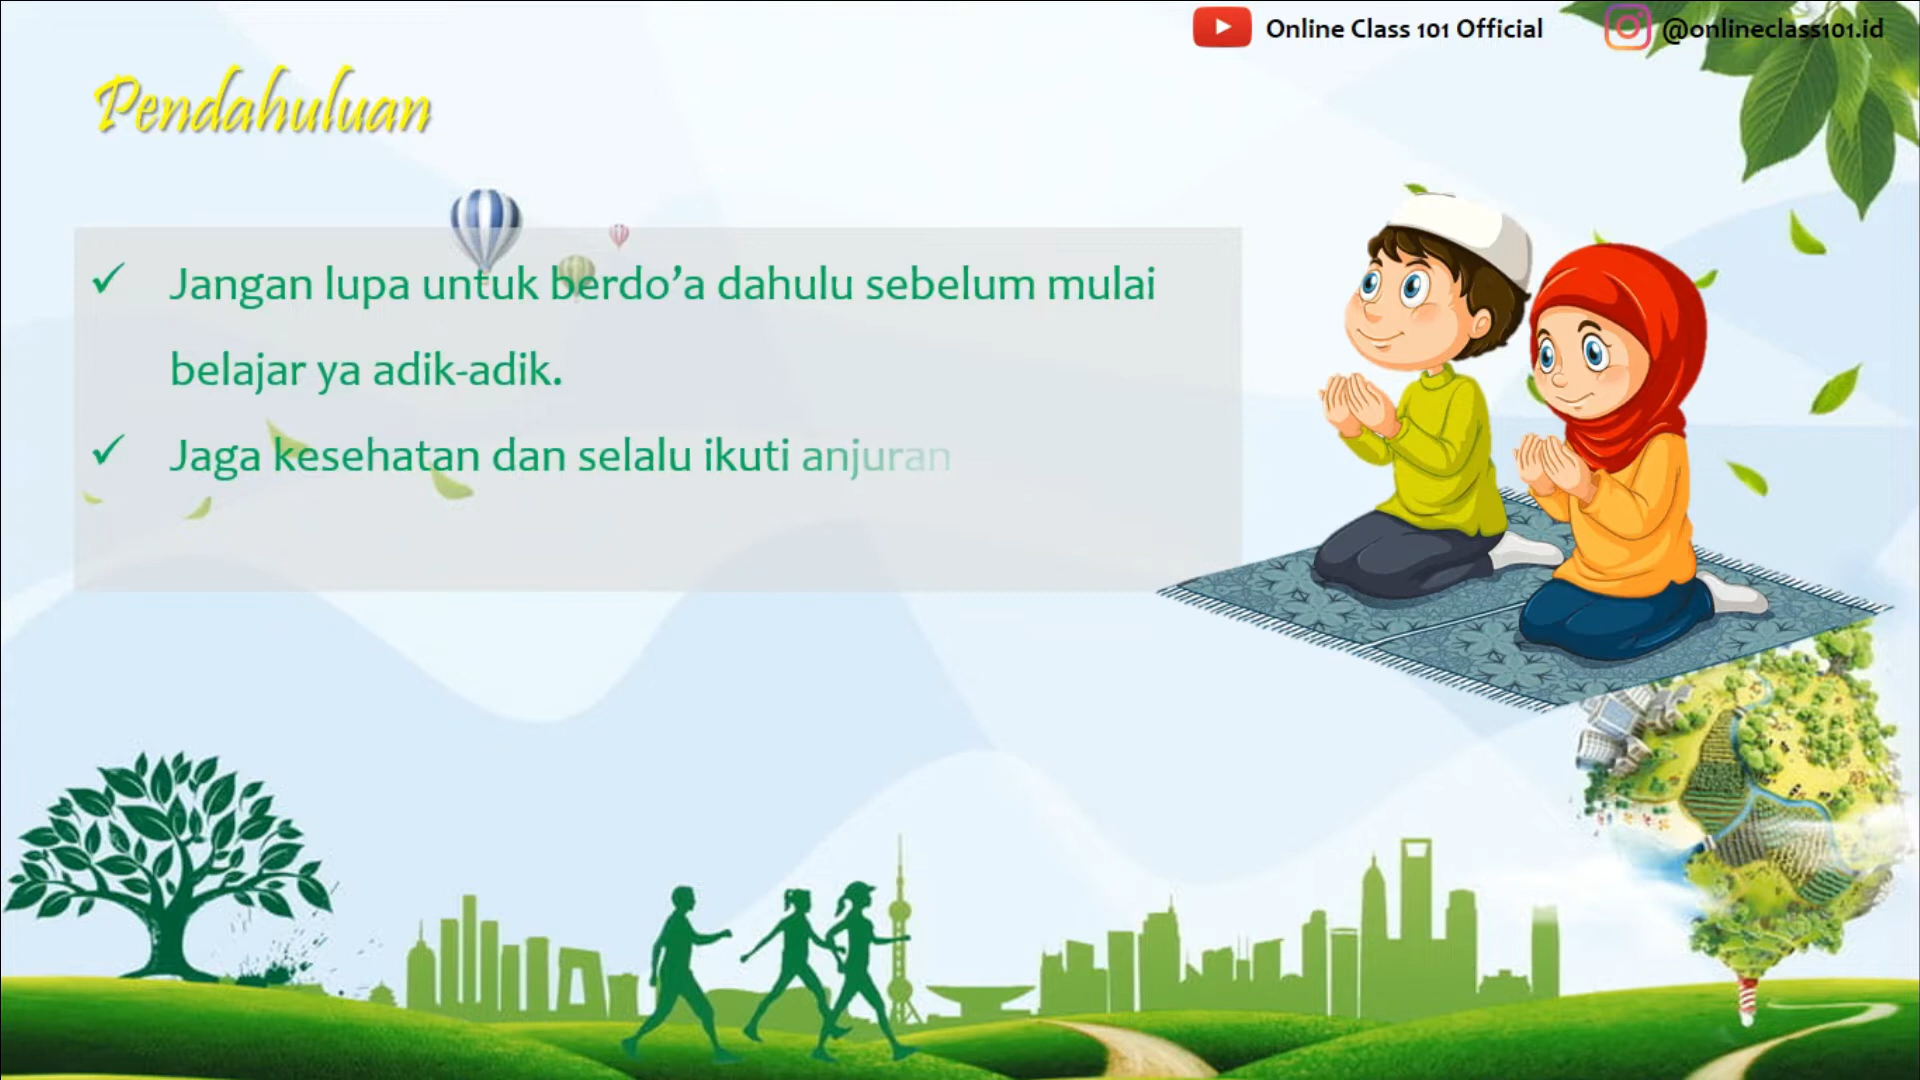 Online Class 101 Official
@onlineclass101.id
Pendahuluan
✓ Jangan lupa untuk berdo’a dahulu sebelum mulai
belajar ya adik-adik.
✓ Jaga kesehatan dan selalu ikuti anjuran